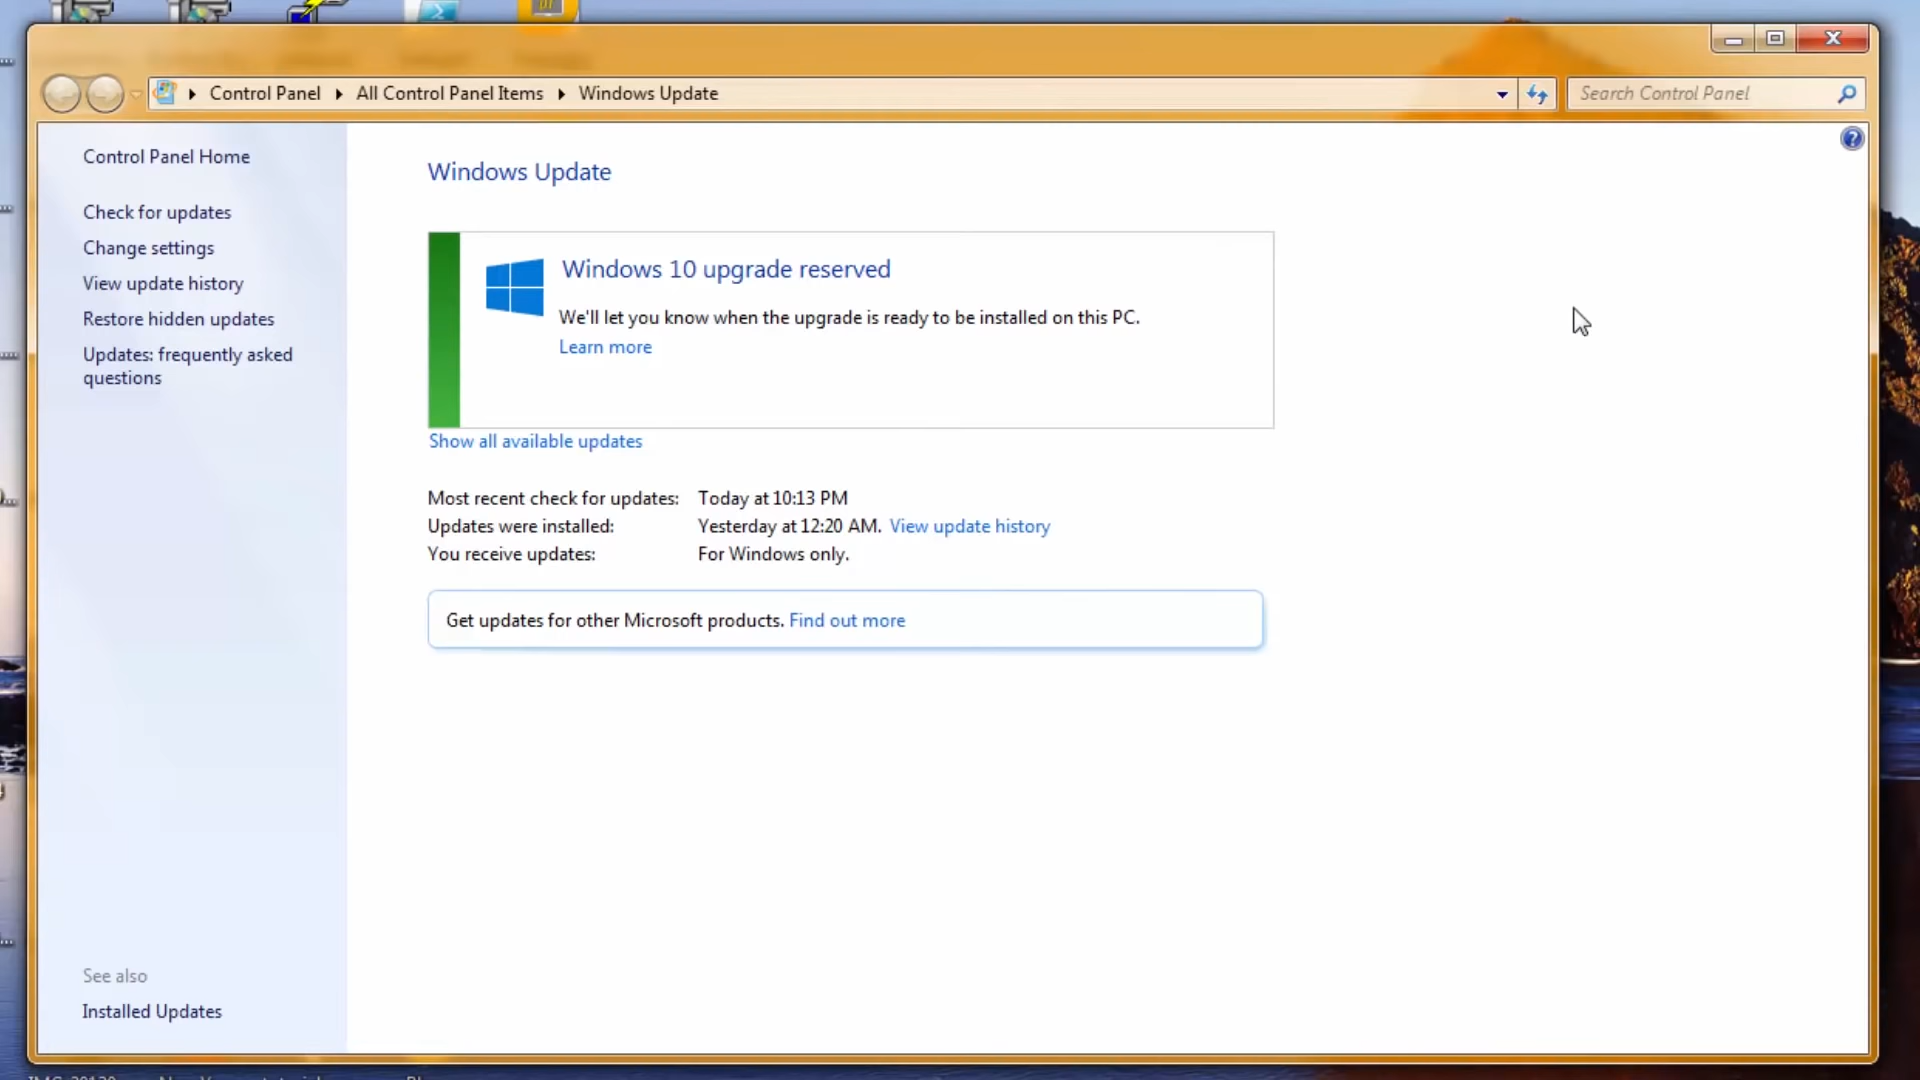 Control Panel
All Control Panel Items
Windows Update
Search Control Panel
Control Panel Home
Check for updates
Change settings
View update history
Restore hidden updates
Updates: frequently asked
questions
See also
Installed Updates
Windows Update
Windows 10 upgrade reserved
We'll let you know when the upgrade is ready to be installed on this PC.
Learn more
Show all available updates
Most recent check for updates: Today at 10:13 PM
Updates were installed: Yesterday at 12:20 AM. View update history
You receive updates: For Windows only.
Get updates for other Microsoft products. Find out more